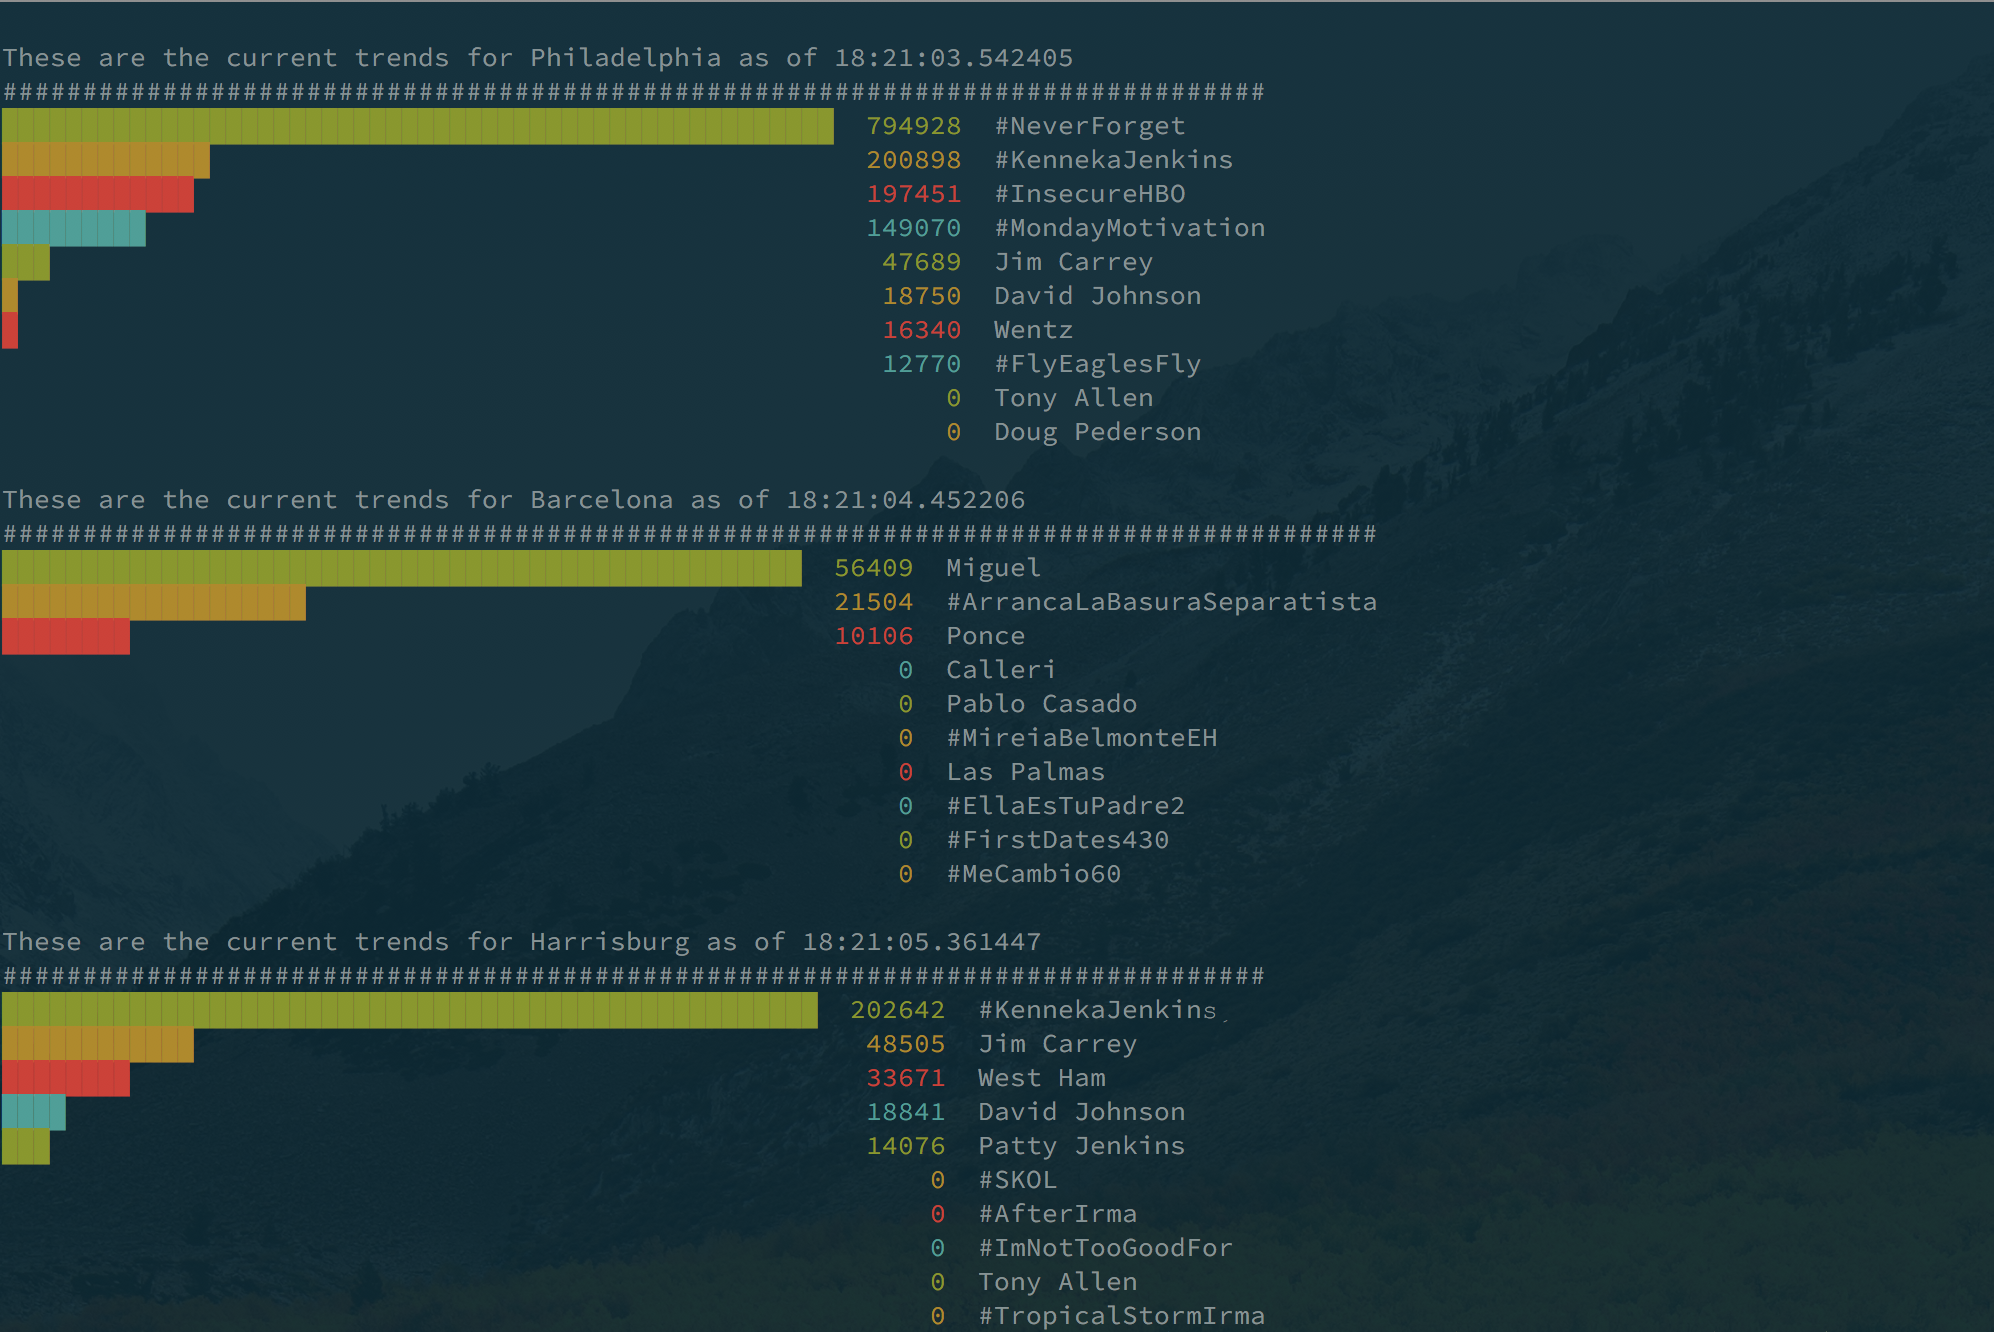 These are the current trends for Philadelphia as of 18:21:03.542405
###############################################################################
794928 #NeverForget
200898 #KennekaJenkins
197451 #InsecureHBO
149070 #MondayMotivation
47689 Jim Carrey
18750 David Johnson
16340 Wentz
12770 #FlyEaglesFly
0 Tony Allen
0 Doug Pederson
These are the current trends for Barcelona as of 18:21:04.452206
######################################################################################
56409 Miguel
21504 #ArrancaLaBasuraSeparatista
10106 Ponce
0 Calleri
0 Pablo Casado
0 #MireiaBelmonteEH
0 Las Palmas
0 #EllaEsTuPadre2
0 #FirstDates430
0 #MeCambio60
These are the current trends for Harrisburg as of 18:21:05.361447
###############################################################################
202642 #KennekaJenkins
48505 Jim Carrey
33671 West Ham
18841 David Johnson
14076 Patty Jenkins
0 #SKOL
0 #AfterIrma
0 #ImNotTooGoodFor
0 Tony Allen
0 #TropicalStormIrma